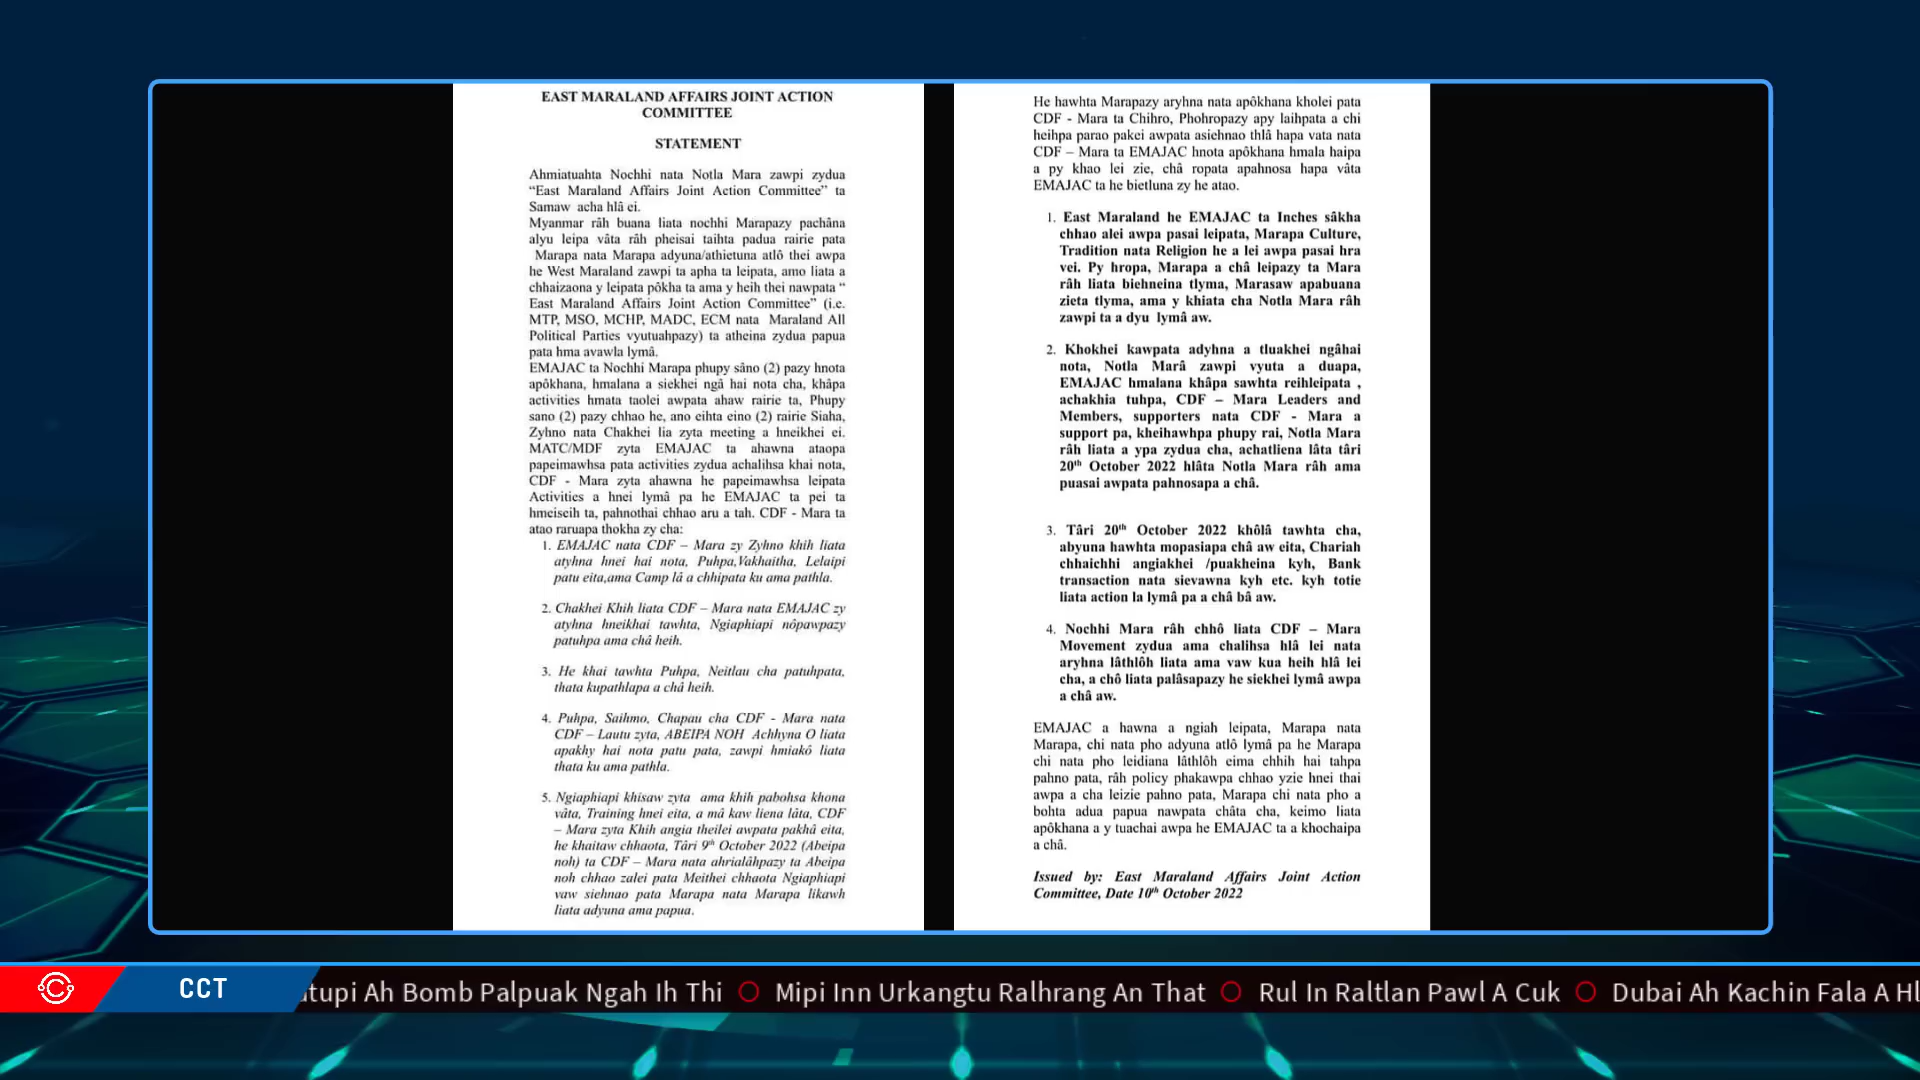 EAST MARALAND AFFAIRS JOINT ACTION
COMMITTEE
STATEMENT
Ahmiatuahta Nochhi nata Notla Mara zawpi zydua
“East Maraland Affairs Joint Action Committee” ta
Samaw acha hlâ ei.
Myanmar râh buana liata nochhi Marapazy pachâna
alyu leipa vâta râh pheisai taihta padua rairie pata
Marapa nata Marapa adyuna/athietuna atlô thei awpa
he West Maraland zawpi ta apha ta leipata, amo liata a
chhaizaona y leipata pôkha ta ama y heih thei nawpata “
East Maraland Affairs Joint Action Committee” (i.e.
MTP, MSO, MCHP, MADC, ECM nata Maraland All
Political Parties vyutuahpazy) ta atheina zydua papua
pata hma avawla lymâ.
EMAJAC ta Nochhi Marapa phupy sâno (2) pazy hnota
apôkhana, hmalana a siekhei ngâ hai nota cha, khâpa
activities hmata taolei awpata ahaw rairie ta, Phupy
sano (2) pazy chhao he, ano eihta eino (2) rairie Siaha,
Zyhno nata Chakhei lia zyta meeting a hneikhei ei.
MATC/MDF zyta EMAJAC ta ahawna ataopa
papeimawhsa pata activities zydua achalihsa khai nota,
CDF - Mara zyta ahawna he papeimawhsa leipata
Activities a hnei lymâ pa he EMAJAC ta pei ta
hmeiseih ta, pahnothai chhao aru a tah. CDF - Mara ta
atao raruapa thokha zy cha:
1. EMAJAC nata CDF – Mara zy Zyhno khih liata
atyhna hnei hai nota, Puhpa,Vakhaitha, Lelaipi
patu eita,ama Camp lâ a chhipata ku ama pathla.
2. Chakhei Khih liata CDF – Mara nata EMAJAC zy
atyhna hneikhai tawhta, Ngiaphiapi nôpawpazy
patuhpa ama châ heih.
3. He khai tawhta Puhpa, Neitlau cha patuhpata,
thata kupathlapa a châ heih.
4. Puhpa, Saihmo, Chapau cha CDF - Mara nata
CDF – Lautu zyta, ABEIPA NOH Achhyna O liata
apakhy hai nota patu pata, zawpi hmiakô liata
thata ku ama pathla.
5. Ngiaphiapi khisaw zyta ama khih pabohsa khona
vâta, Training hnei eita, a mâ kaw liena lâta, CDF
– Mara zyta Khih angia theilei awpata pakhâ eita,
he khaitaw chhaota, Târi 9th October 2022 (Abeipa
noh) ta CDF – Mara nata ahrialâhpazy ta Abeipa
noh chhao zalei pata Meithei chhaota Ngiaphiapi
vaw siehnao pata Marapa nata Marapa likawh
liata adyuna ama papua.
He hawhta Marapazy aryhna nata apôkhana kholei pata
CDF - Mara ta Chihro, Phohropazy apy laihpata a chi
heihpa parao pakei awpata asiehnao thlâ hapa vata nata
CDF – Mara ta EMAJAC hnota apôkhana hmala haipa
a py khao lei zie, châ ropata apahnosa hapa vâta
EMAJAC ta he bietluna zy he atao.
1. East Maraland he EMAJAC ta Inches sâkha
chhao alei awpa pasai leipata, Marapa Culture,
Tradition nata Religion he a lei awpa pasai hra
vei. Py hropa, Marapa a châ leipazy ta Mara
râh liata biehneina tlyma, Marasaw apabuana
zieta tlyma, ama y khiata cha Notla Mara râh
zawpi ta a dyu lymâ aw.
2. Khokhei kawpata adyhna a tluakhei ngâhai
nota, Notla Marâ zawpi vyuta a duapa,
EMAJAC hmalana khâpa sawhta reihleipata ,
achakhia tuhpa, CDF – Mara Leaders and
Members, supporters nata CDF - Mara a
support pa, kheihawhpa phupy rai, Notla Mara
râh liata a ypa zydua cha, achatliena lâta târi
20th October 2022 hlâta Notla Mara râh ama
puasai awpata pahnosapa a châ.
3. Târi 20th October 2022 khôlâ tawhta cha,
abyuna hawhta mopasiapa châ aw eita, Chariah
chhaichhi angiakhei /puakheina kyh, Bank
transaction nata sievawna kyh etc. kyh totie
liata action la lymâ pa a châ bâ aw.
4. Nochhi Mara râh chhô liata CDF – Mara
Movement zydua ama chalihsa hlâ lei nata
aryhna lâthlôh liata ama vaw kua heih hlâ lei
cha, a chô liata palâsapazy he siekhei lymâ awpa
a châ aw.
EMAJAC a hawna a ngiah leipata, Marapa nata
Marapa, chi nata pho adyuna atlô lymâ pa he Marapa
chi nata pho leidiana lâthlôh eima chhih hai tahpa
pahno pata, râh policy phakawpa chhao yzie hnei thai
awpa a cha leizie pahno pata, Marapa chi nata pho a
bohta adua papua nawpata châta cha, keimo liata
apôkhana a y tuachai awpa he EMAJAC ta a khochaipa
a châ.
Issued by: East Maraland Affairs Joint Action
Committee, Date 10th October 2022
CCT
tupi Ah Bomb Palpuak Ngah Ih Thi ○ Mipi Inn Urkangtu Ralhrang An That ○ Rul In Raltlan Pawl A Cuk ○ Dubai Ah Kachin Fala A Hl